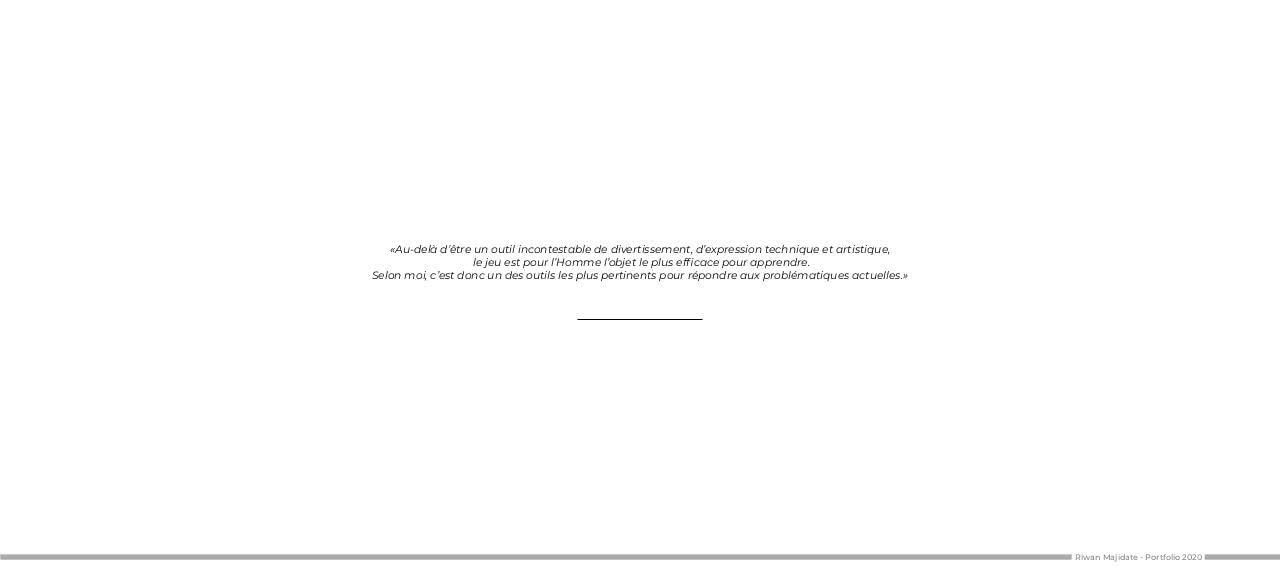 «Au-delà d’être un outil incontestable de divertissement, d’expression technique et artistique,
le jeu est pour l’Homme l’objet le plus efficace pour apprendre.
Selon moi, c’est donc un des outils les plus pertinents pour répondre aux problématiques actuelles.»
Riwan Majidate - Portfolio 2020